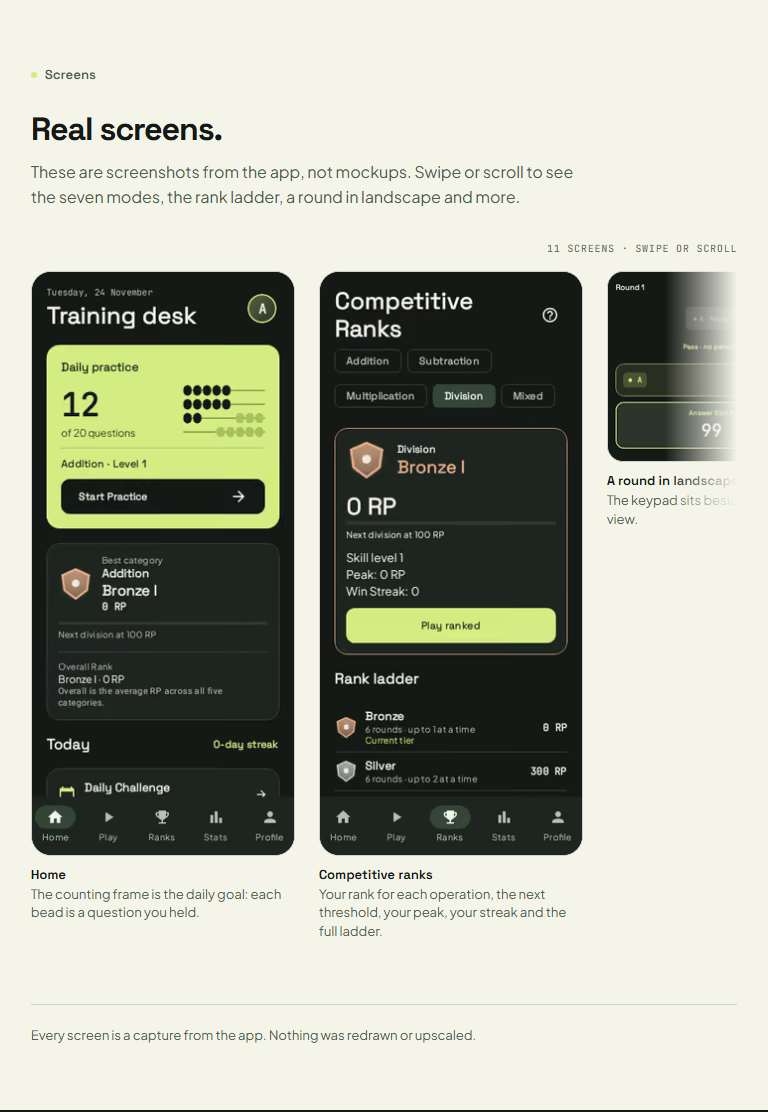 Screens
Real screens.
These are screenshots from the app, not mockups. Swipe or scroll to see
the seven modes, the rank ladder, a round in landscape and more.
11 SCREENS · SWIPE OR SCROLL
Tuesday, 24 November
Training desk
A
Daily practice
12
of 20 questions
Addition · Level 1
Start Practice
Best category
Addition
Bronze I
0 RP
Next division at 100 RP
Overall Rank
Bronze I · 0 RP
Overall is the average RP across all five
categories.
Today
0-day streak
Daily Challenge
Home
Play
Ranks
Stats
Profile
Home
The counting frame is the daily goal: each
bead is a question you held.
Competitive
Ranks
Addition
Subtraction
Multiplication
Division
Mixed
Division
Bronze I
0 RP
Next division at 100 RP
Skill level 1
Peak: 0 RP
Win Streak: 0
Play ranked
Rank ladder
Bronze
6 rounds · up to 1 at a time
Current tier
0 RP
Silver
6 rounds · up to 2 at a time
300 RP
Home
Play
Ranks
Stats
Profile
Competitive ranks
Your rank for each operation, the next
threshold, your peak, your streak and the
full ladder.
Round 1
Pass · no
A
Answer
99
A round in landscape
The keypad sits
view.
Every screen is a capture from the app. Nothing was redrawn or upscaled.